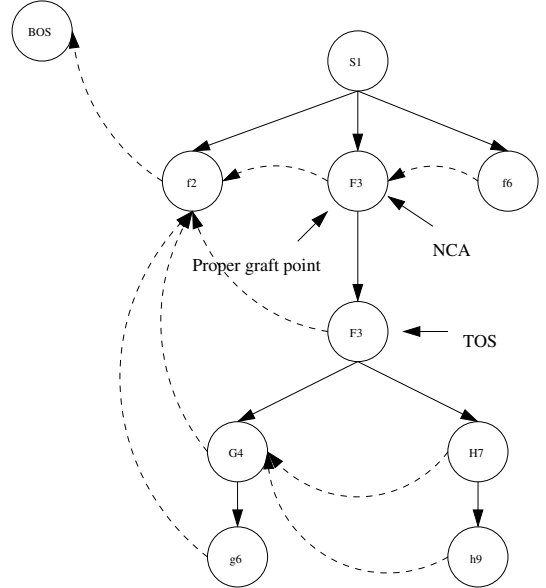 BOS
S1
f2
F3
f6
Proper graft point
NCA
F3
TOS
G4
H7
g6
h9